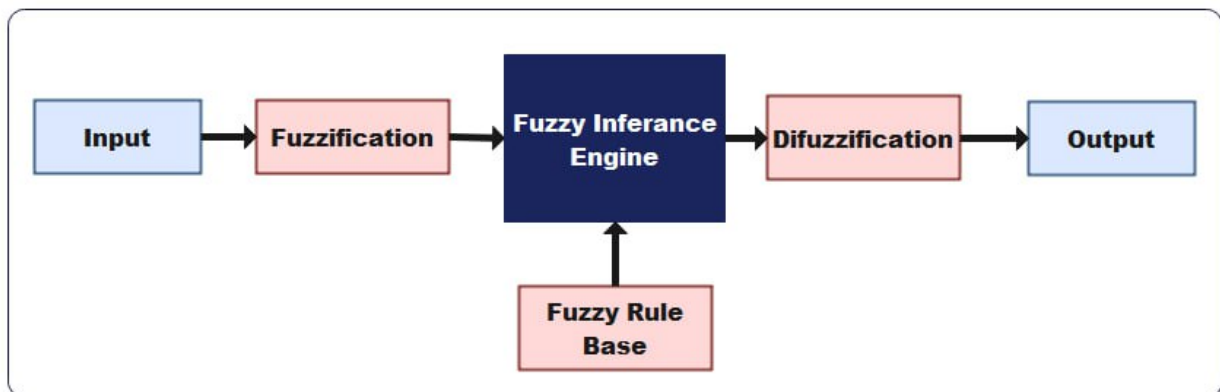 Input
Fuzzification
Fuzzy Inferance
Engine
Difuzzification
Output
Fuzzy Rule
Base